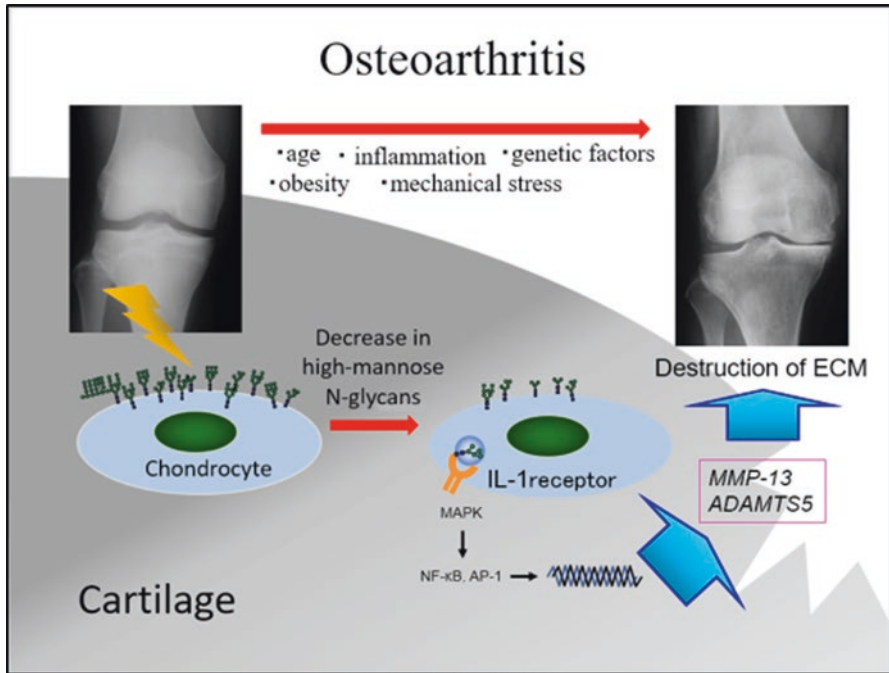 Osteoarthritis
・age ・inflammation ・genetic factors
・obesity ・mechanical stress
Decrease in
high-mannose
N-glycans
Destruction of ECM
Chondrocyte
IL-1receptor
MMP-13
ADAMTS5
MAPK
NF-κB, AP-1
Cartilage